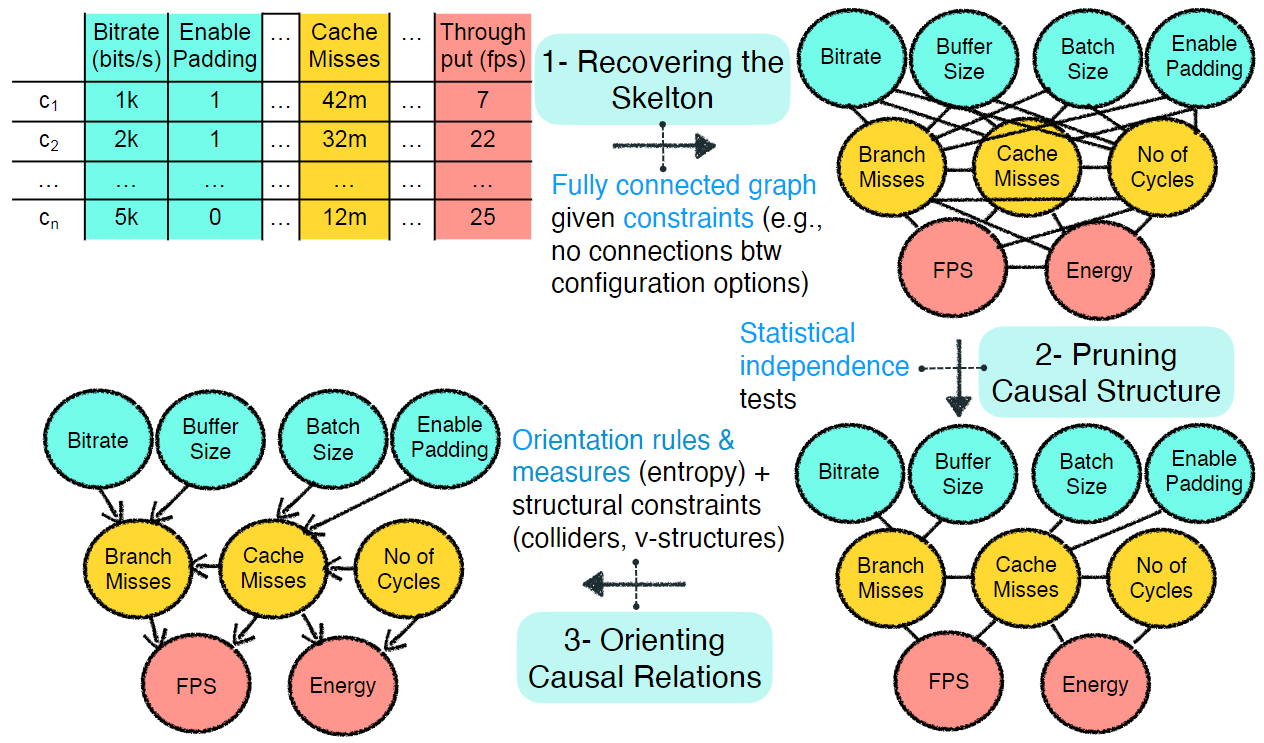 Bitrate (bits/s) Enable Padding ... Cache Misses ... Through put (fps)
c1 1k 1 ... 42m ... 7
c2 2k 1 ... 32m ... 22
... ... ... ... ... ... ...
cn 5k 0 ... 12m ... 25
1- Recovering the
Skelton
Fully connected graph
given constraints (e.g.,
no connections btw
configuration options)
Bitrate
Buffer
Size
Batch
Size
Enable
Padding
Branch
Misses
Cache
Misses
No of
Cycles
FPS
Energy
Statistical
independence
tests
2- Pruning
Causal Structure
Bitrate
Buffer
Size
Batch
Size
Enable
Padding
Branch
Misses
Cache
Misses
No of
Cycles
FPS
Energy
Orientation rules &
measures (entropy) +
structural constraints
(colliders, v-structures)
3- Orienting
Causal Relations
Bitrate
Buffer
Size
Batch
Size
Enable
Padding
Branch
Misses
Cache
Misses
No of
Cycles
FPS
Energy